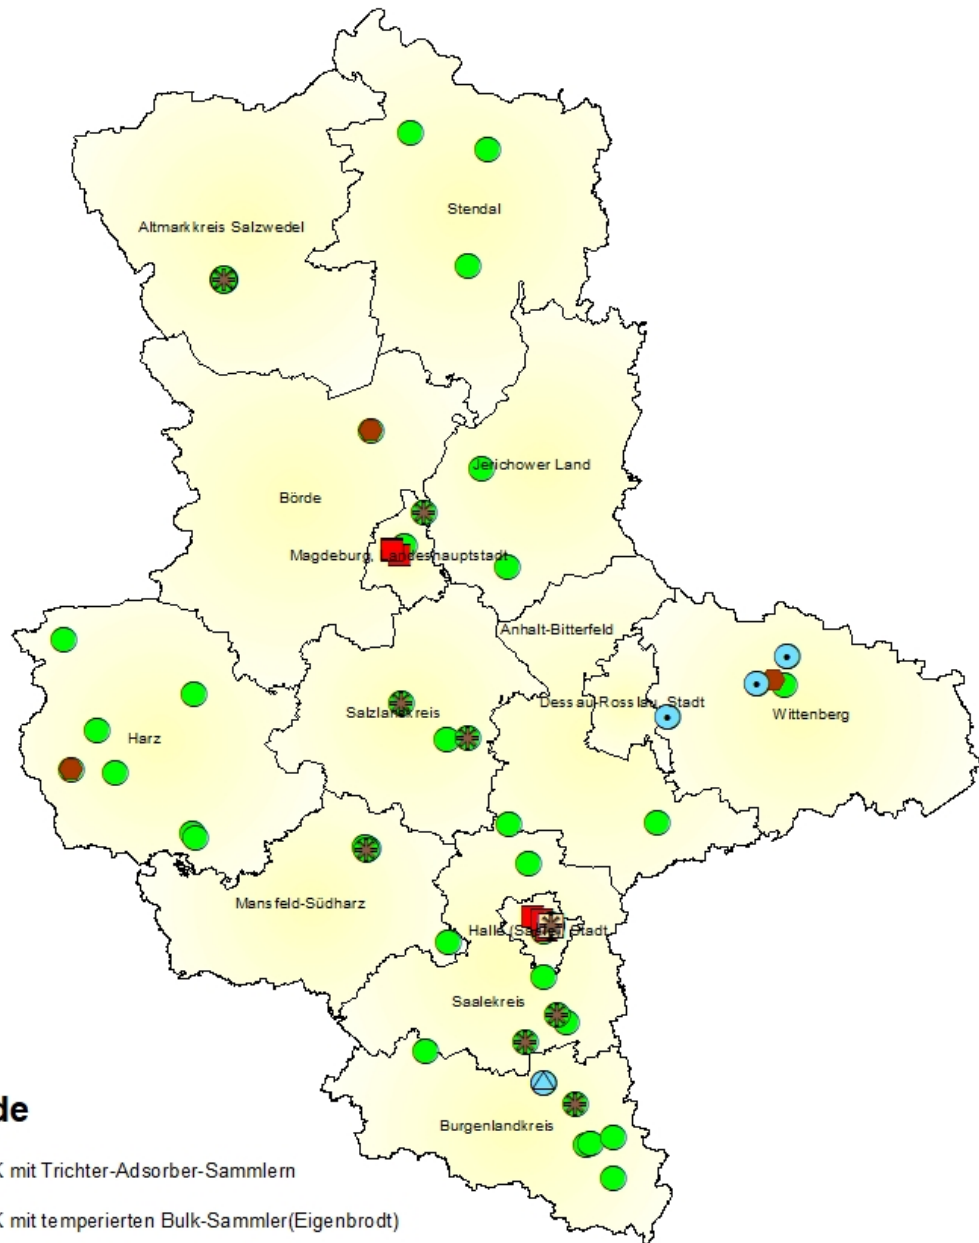 Stendal
Altmarkkreis Salzwedel
Jerichower Land
Börde
Magdeburg, Landeshauptstadt
Anhalt-Bitterfeld
Dessau-Rosslau, Stadt
Salzlandkreis
Wittenberg
Harz
Mansfeld-Südharz
Halle (Saale), Stadt
Saalekreis
de
Burgenlandkreis
K mit Trichter-Adsorber-Sammlern
K mit temperierten Bulk-Sammler(Eigenbrodt)